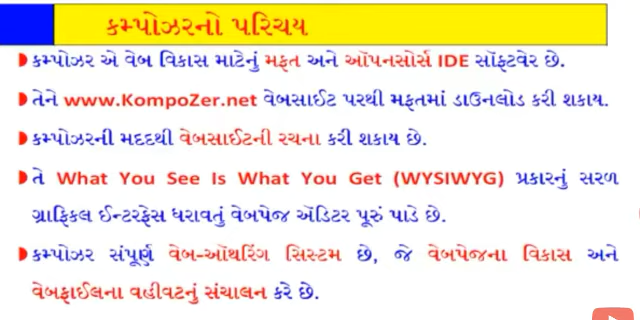 કમ્પોઝરનો પરિચય
કમ્પોઝર એ વેબ વિકાસ માટેનું મફત અને ઑપનસોર્સ IDE સૉફ્ટવેર છે.
તેને www.KompoZer.net વેબસાઈટ પરથી મફતમાં ડાઉનલોડ કરી શકાય.
કમ્પોઝરની મદદથી વેબસાઈટની રચના કરી શકાય છે.
તે What You See Is What You Get (WYSIWYG) પ્રકારનું સરળ
ગ્રાફિકલ ઈન્ટરફેસ ધરાવતું વેબપેજ ઍડિટર પૂરું પાડે છે.
કમ્પોઝર સંપૂર્ણ વેબ-ઑથરિંગ સિસ્ટમ છે, જે વેબપેજના વિકાસ અને
વેબફાઈલના વહીવટનું સંચાલન કરે છે.